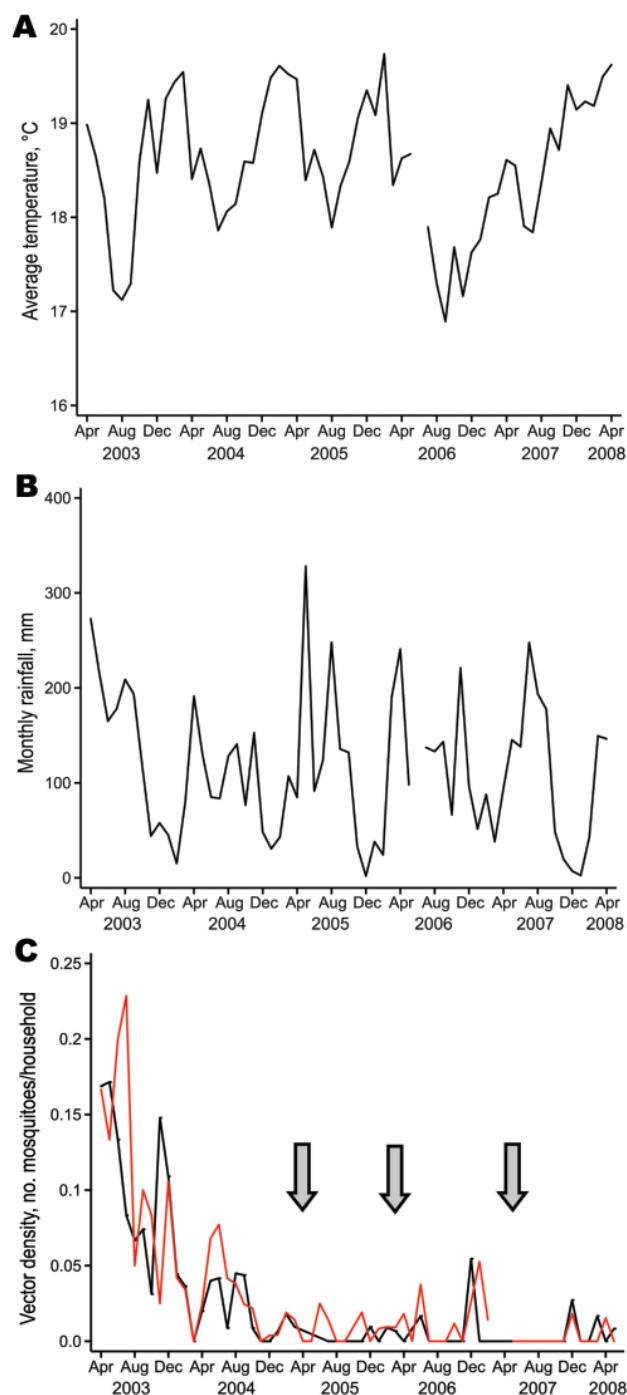 A
Average temperature, °C
20
19
18
17
16
Apr Aug Dec Apr Aug Dec Apr Aug Dec Apr Aug Dec Apr Aug Dec Apr
2003 2004 2005 2006 2007 2008
B
Monthly rainfall, mm
400
300
200
100
0
Apr Aug Dec Apr Aug Dec Apr Aug Dec Apr Aug Dec Apr Aug Dec Apr
2003 2004 2005 2006 2007 2008
C
Vector density, no. mosquitoes/household
0.25
0.2
0.15
0.1
0.05
0.0
Apr Aug Dec Apr Aug Dec Apr Aug Dec Apr Aug Dec Apr Aug Dec Apr
2003 2004 2005 2006 2007 2008